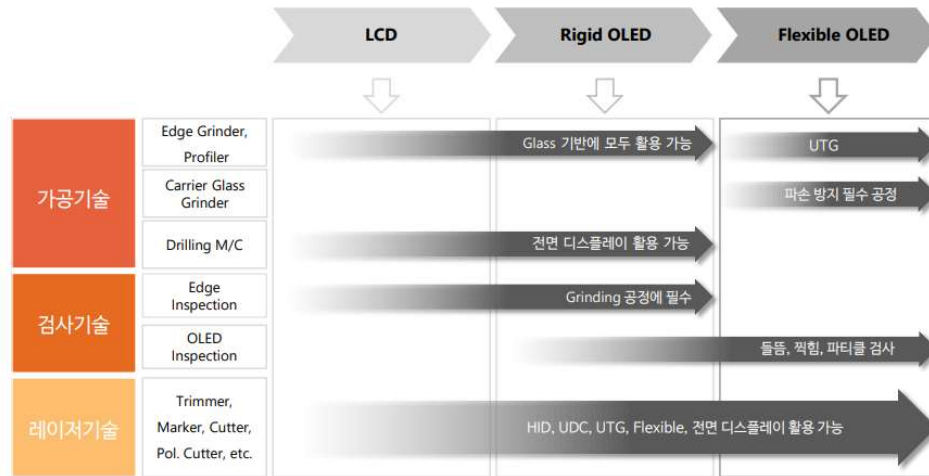 LCD
Rigid OLED
Flexible OLED
가공기술
Edge Grinder,
Profiler
Glass 기반에 모두 활용 가능
UTG
Carrier Glass
Grinder
파손 방지 필수 공정
Drilling M/C
전면 디스플레이 활용 가능
검사기술
Edge
Inspection
Grinding 공정에 필수
OLED
Inspection
들뜸, 찍힘, 파티클 검사
레이저기술
Trimmer,
Marker, Cutter,
Pol. Cutter, etc.
HID, UDC, UTG, Flexible, 전면 디스플레이 활용 가능